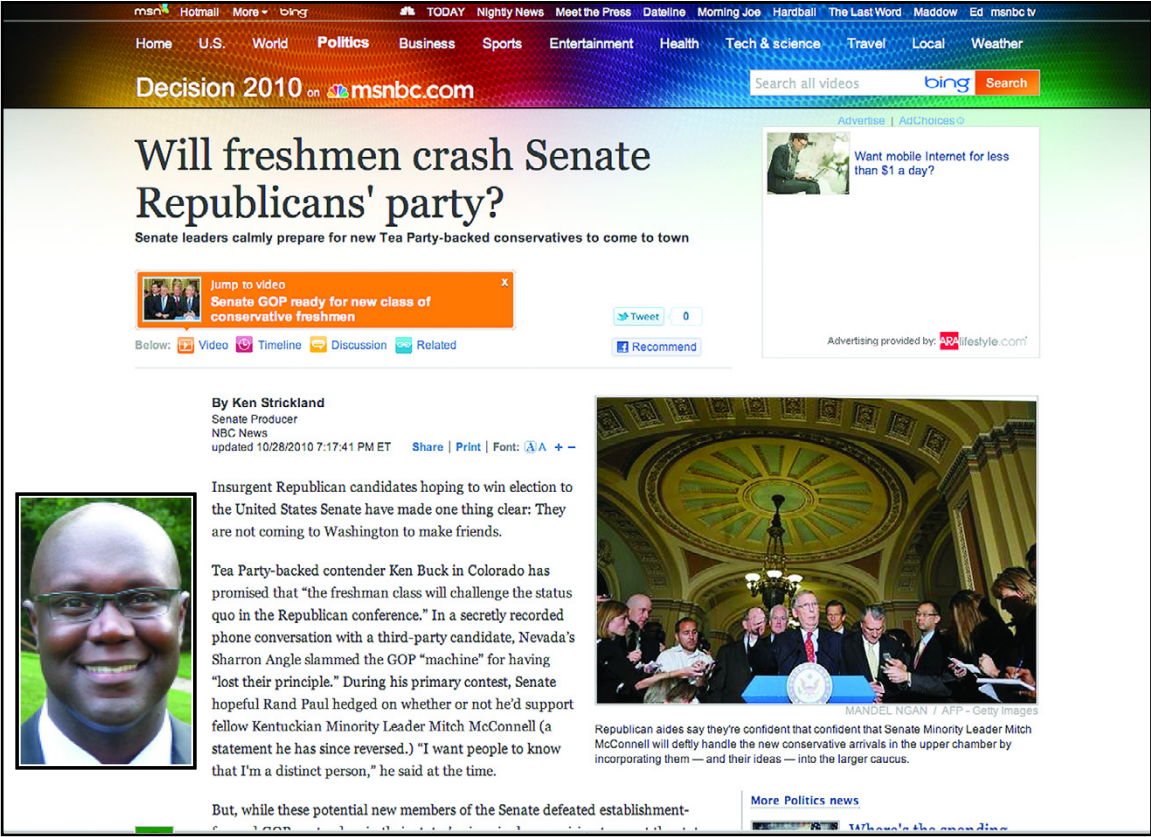 msn Hotmail More bing TODAY Nightly News Meet the Press Dateline Morning Joe Hardball The Last Word Maddow Ed msnbc tv
Home U.S. World Politics Business Sports Entertainment Health Tech & science Travel Local Weather
Decision 2010 on msnbc.com
Search all videos bing Search
Advertise | AdChoices
Will freshmen crash Senate
Republicans' party?
Senate leaders calmly prepare for new Tea Party-backed conservatives to come to town
Want mobile Internet for less
than $1 a day?
Jump to video x
Senate GOP ready for new class of
conservative freshmen
Tweet 0
Below: Video Timeline Discussion Related
Recommend
Advertising provided by: ARAlifestyle.com
By Ken Strickland
Senate Producer
NBC News
updated 10/28/2010 7:17:41 PM ET Share | Print | Font: A A + −
Insurgent Republican candidates hoping to win election to
the United States Senate have made one thing clear: They
are not coming to Washington to make friends.
Tea Party-backed contender Ken Buck in Colorado has
promised that “the freshman class will challenge the status
quo in the Republican conference.” In a secretly recorded
phone conversation with a third-party candidate, Nevada’s
Sharron Angle slammed the GOP “machine” for having
“lost their principle.” During his primary contest, Senate
hopeful Rand Paul hedged on whether or not he’d support
fellow Kentuckian Minority Leader Mitch McConnell (a
statement he has since reversed.) “I want people to know
that I'm a distinct person,” he said at the time.
But, while these potential new members of the Senate defeated establishment-
MANDEL NGAN / AFP - Getty Images
Republican aides say they're confident that confident that Senate Minority Leader Mitch
McConnell will deftly handle the new conservative arrivals in the upper chamber by
incorporating them — and their ideas — into the larger caucus.
More Politics news
Where's the spending